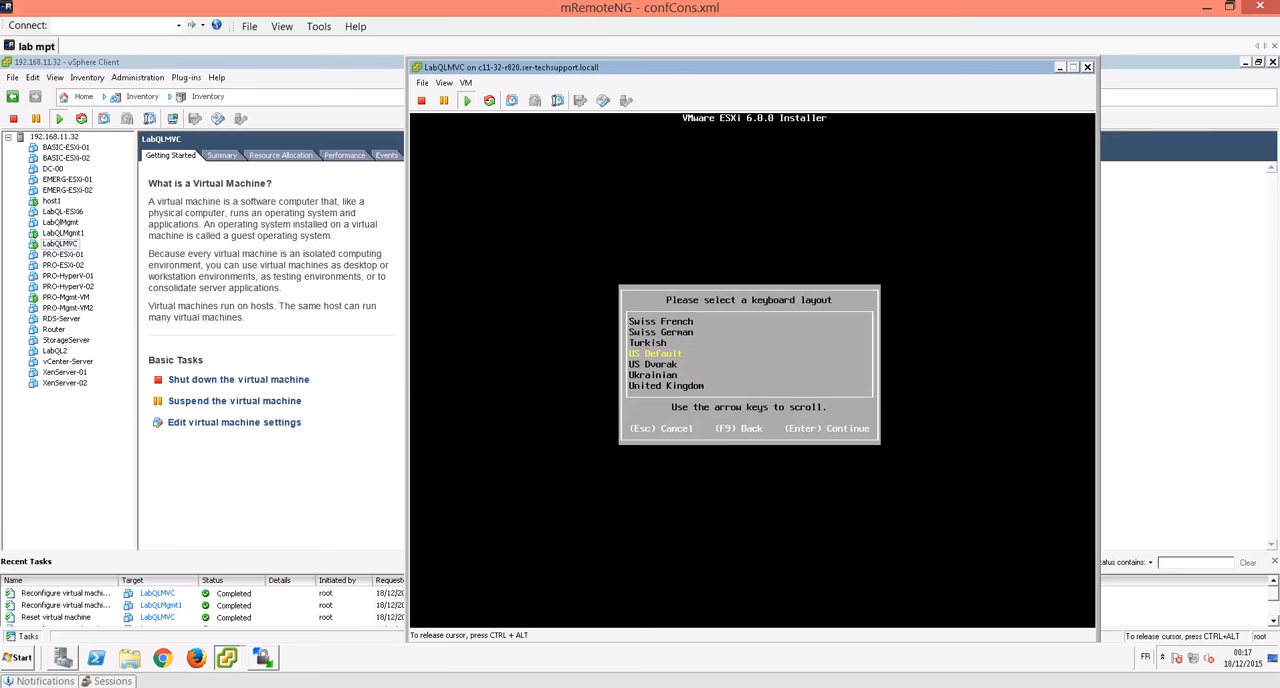 mRemoteNG - confCons.xml
Connect: File View Tools Help
lab mpt
192.168.11.32 - vSphere Client
File Edit View Inventory Administration Plug-ins Help
Home Inventory Inventory
192.168.11.32
BASIC-ESXi-01
BASIC-ESXi-02
DC-00
EMERG-ESXi-01
EMERG-ESXi-02
host1
LabQL-ESXi6
LabQlMgmt
LabQLMgmt1
LabQLMVC
PRO-ESXi-01
PRO-ESXi-02
PRO-HyperV-01
PRO-HyperV-02
PRO-Mgmt-VM
PRO-Mgmt-VM2
RDS-Server
Router
StorageServer
LabQL2
vCenter-Server
XenServer-01
XenServer-02
LabQLMVC
Getting Started Summary Resource Allocation Performance Events
What is a Virtual Machine?
A virtual machine is a software computer that, like a
physical computer, runs an operating system and
applications. An operating system installed on a virtual
machine is called a guest operating system.
Because every virtual machine is an isolated computing
environment, you can use virtual machines as desktop or
workstation environments, as testing environments, or to
consolidate server applications.
Virtual machines run on hosts. The same host can run
many virtual machines.
Basic Tasks
Shut down the virtual machine
Suspend the virtual machine
Edit virtual machine settings
LabQLMVC on c11-32-r820.ser-techsupport.locall
File View VM
VMware ESXi 6.0.0 Installer
Please select a keyboard layout
Swiss French
Swiss German
Turkish
US Default
US Dvorak
Ukrainian
United Kingdom
Use the arrow keys to scroll.
(Esc) Cancel (F9) Back (Enter) Continue
To release cursor, press CTRL + ALT
Recent Tasks
atus contains: Clear
Name Target Status Details Initiated by Requeste
Reconfigure virtual machi... LabQLMVC Completed root 18/12/20
Reconfigure virtual machi... LabQLMgmt1 Completed root 18/12/20
Reset virtual machine LabQLMVC Completed root 18/12/20
Tasks To release cursor, press CTRL+ALT root
Start FR 00:17
18/12/2015
Notifications Sessions